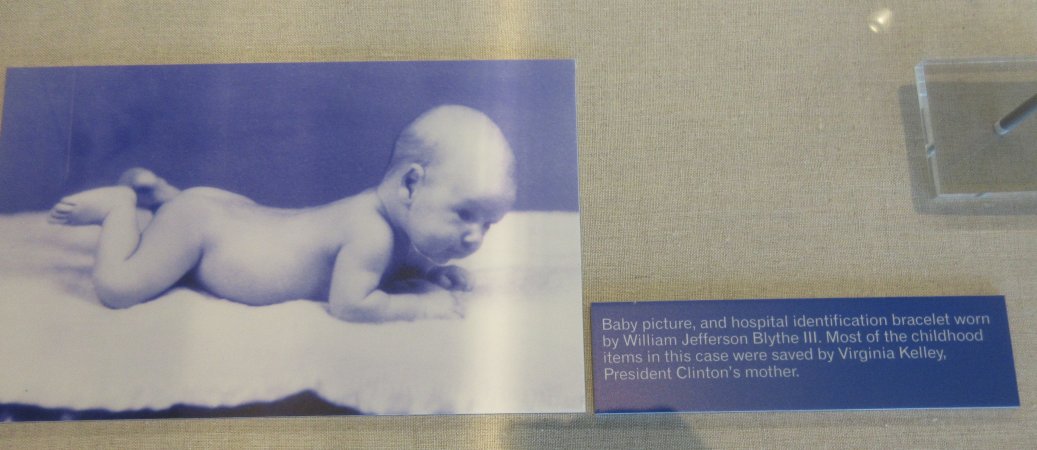 Baby picture, and hospital identification bracelet worn
by William Jefferson Blythe III. Most of the childhood
items in this case were saved by Virginia Kelley,
President Clinton's mother.